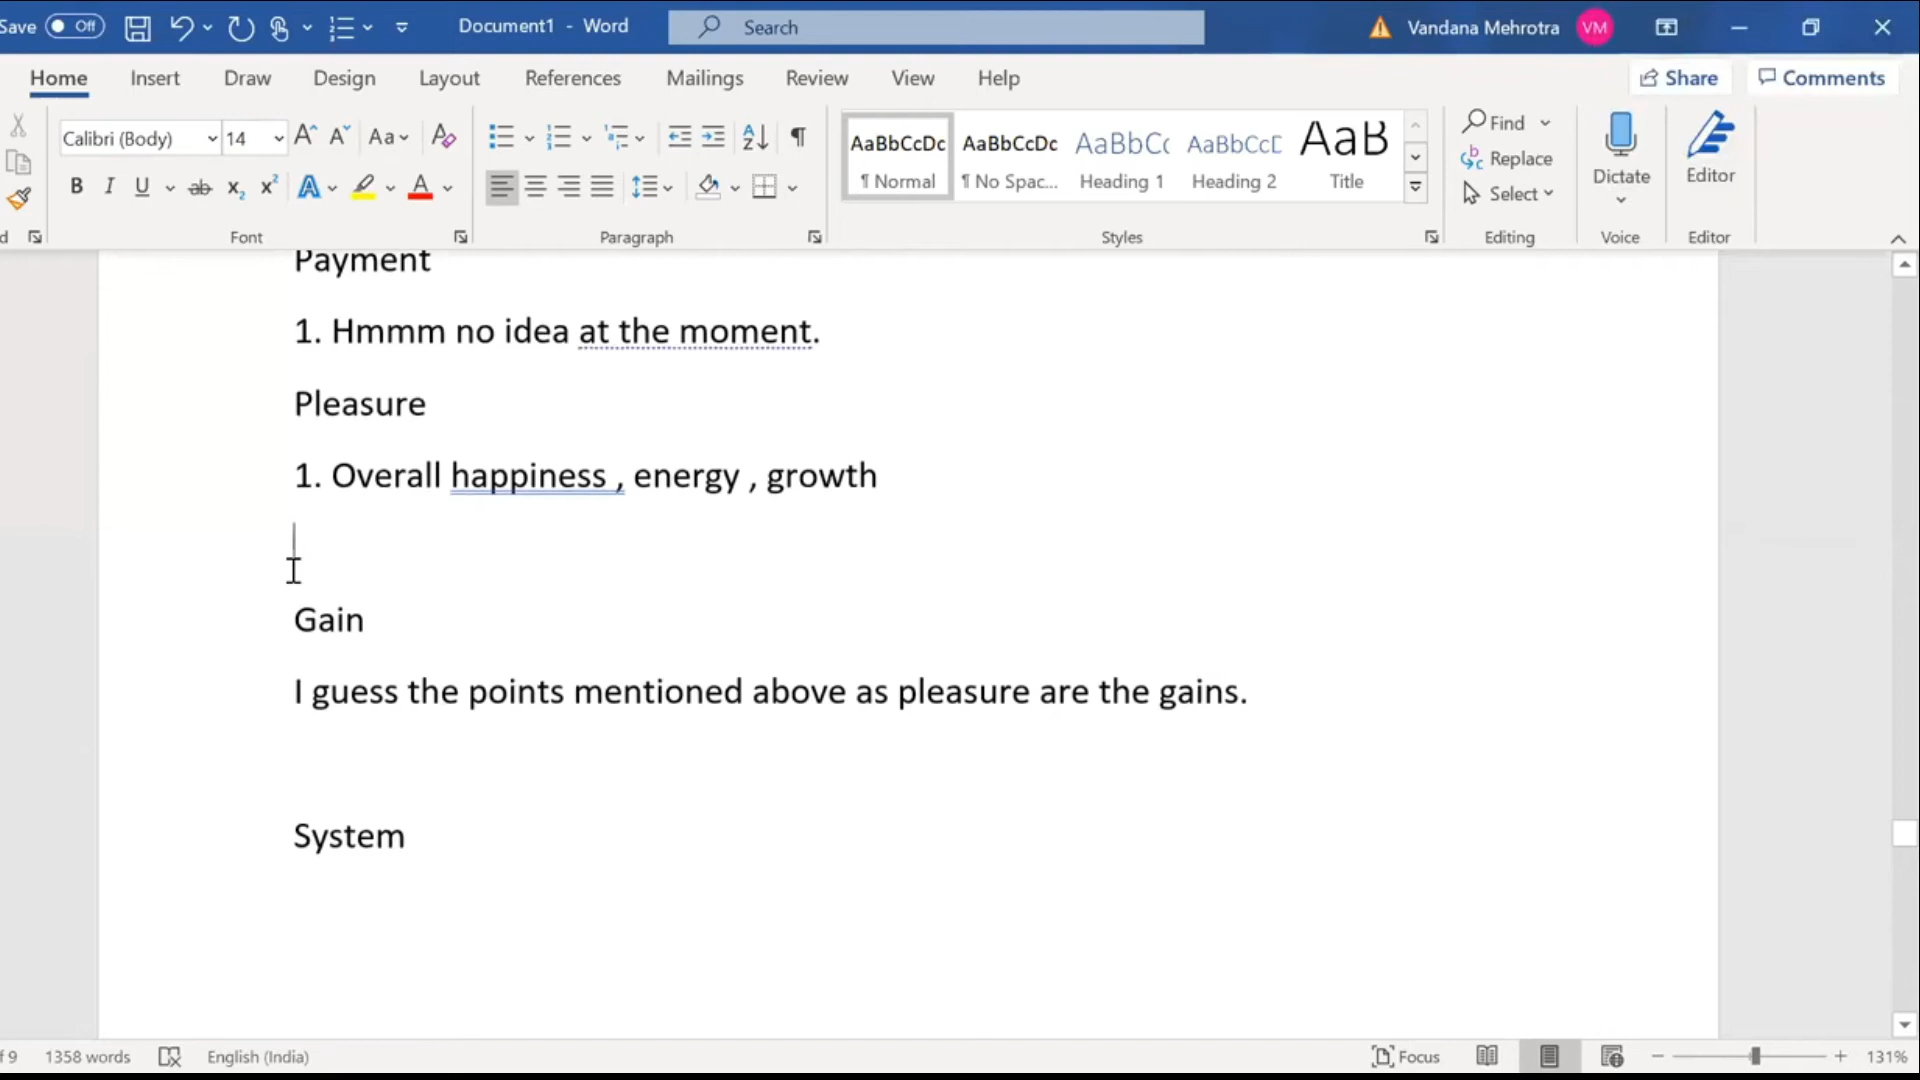 Save Off Document1 - Word Search Vandana Mehrotra VM
Home Insert Draw Design Layout References Mailings Review View Help Share Comments
Calibri (Body) 14 Aa AaBbCcDc AaBbCcDc AaBbCc AaBbCcD AaB Find
¶ Normal ¶ No Spac... Heading 1 Heading 2 Title Replace
Select Dictate Editor
d Font Paragraph Styles Editing Voice Editor
Payment
1. Hmmm no idea at the moment.
Pleasure
1. Overall happiness , energy , growth
Gain
I guess the points mentioned above as pleasure are the gains.
System
f 9 1358 words English (India) Focus 131%